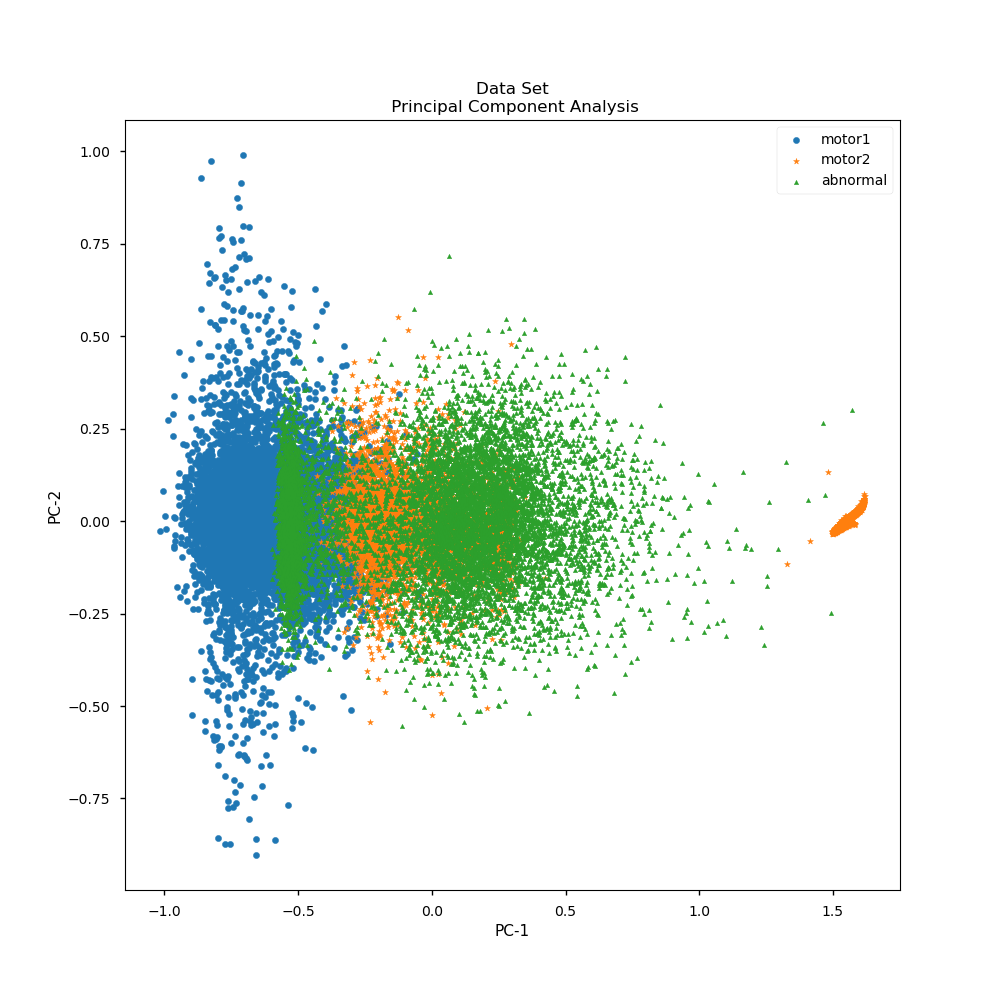 Data Set
Principal Component Analysis
motor1
motor2
abnormal
1.00
0.75
0.50
0.25
0.00
−0.25
−0.50
−0.75
PC-2
−1.0
−0.5
0.0
0.5
1.0
1.5
PC-1